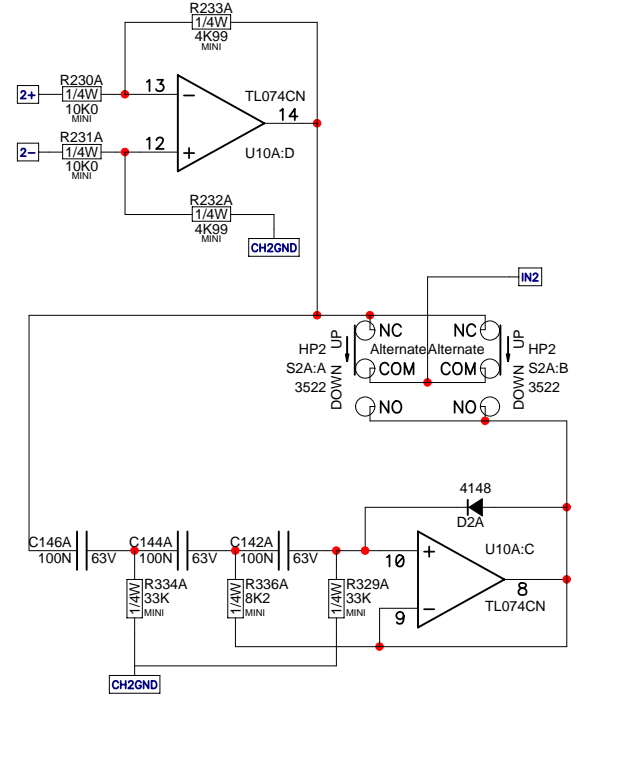 R233A
1/4W
4K99
MINI
R230A
2+
1/4W
10K0
MINI
13
TL074CN
14
R231A
2-
1/4W
10K0
MINI
12
U10A:D
R232A
1/4W
4K99
MINI
CH2GND
IN2
UP
NC
NC
UP
HP2
Alternate
Alternate
HP2
S2A:A
COM
COM
S2A:B
3522
3522
DOWN
NO
NO
DOWN
4148
D2A
C146A
100N
63V
C144A
100N
63V
C142A
100N
63V
10
U10A:C
8
TL074CN
9
R334A
1/4W
33K
MINI
R336A
1/4W
8K2
MINI
R329A
1/4W
33K
MINI
CH2GND